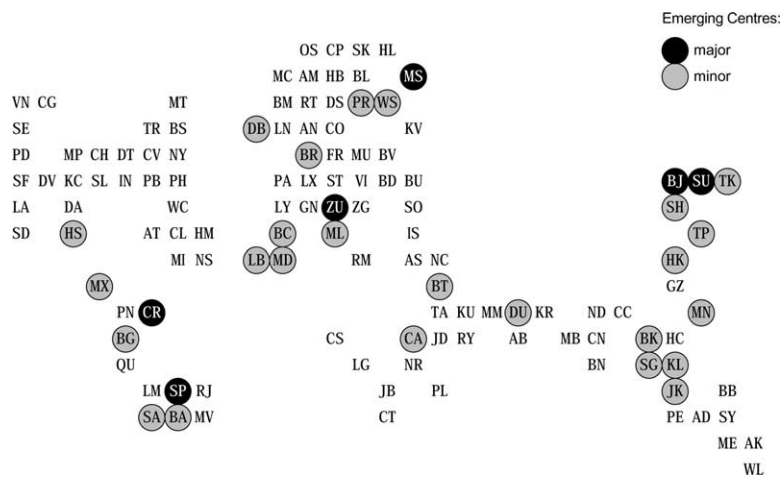 Emerging Centres:
major
minor
OS CP SK HL
MC AM HB BL MS
VN CG MT BM RT DS PR WS
SE TR BS DB LN AN CO KV
PD MP CH DT CV NY BR FR MU BV
SF DV KC SL IN PB PH PA LX ST VI BD BU BJ SU TK
LA DA WC LY GN ZU ZG SO SH
SD HS AT CL HM BC ML IS TP
MI NS LB MD RM AS NC HK
MX BT GZ
PN CR TA KU MM DU KR ND CC MN
BG CS CA JD RY AB MB CN BK HC
QU LG NR BN SG KL
LM SP RJ JB PL JK BB
SA BA MV CT PE AD SY
ME AK
WL